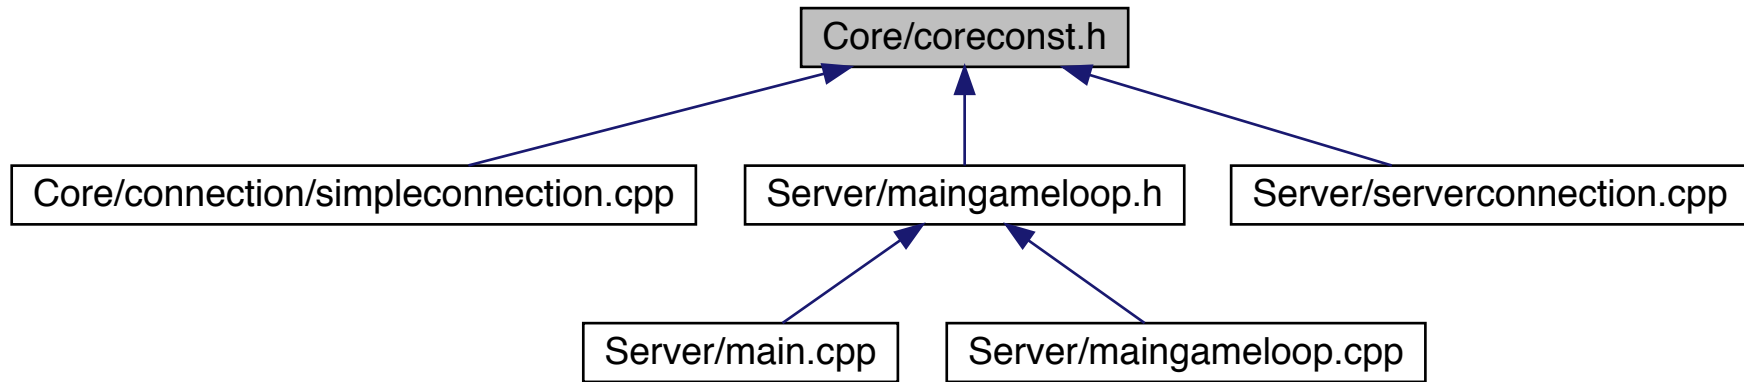 Core/coreconst.h
Core/connection/simpleconnection.cpp
Server/maingameloop.h
Server/serverconnection.cpp
Server/main.cpp
Server/maingameloop.cpp